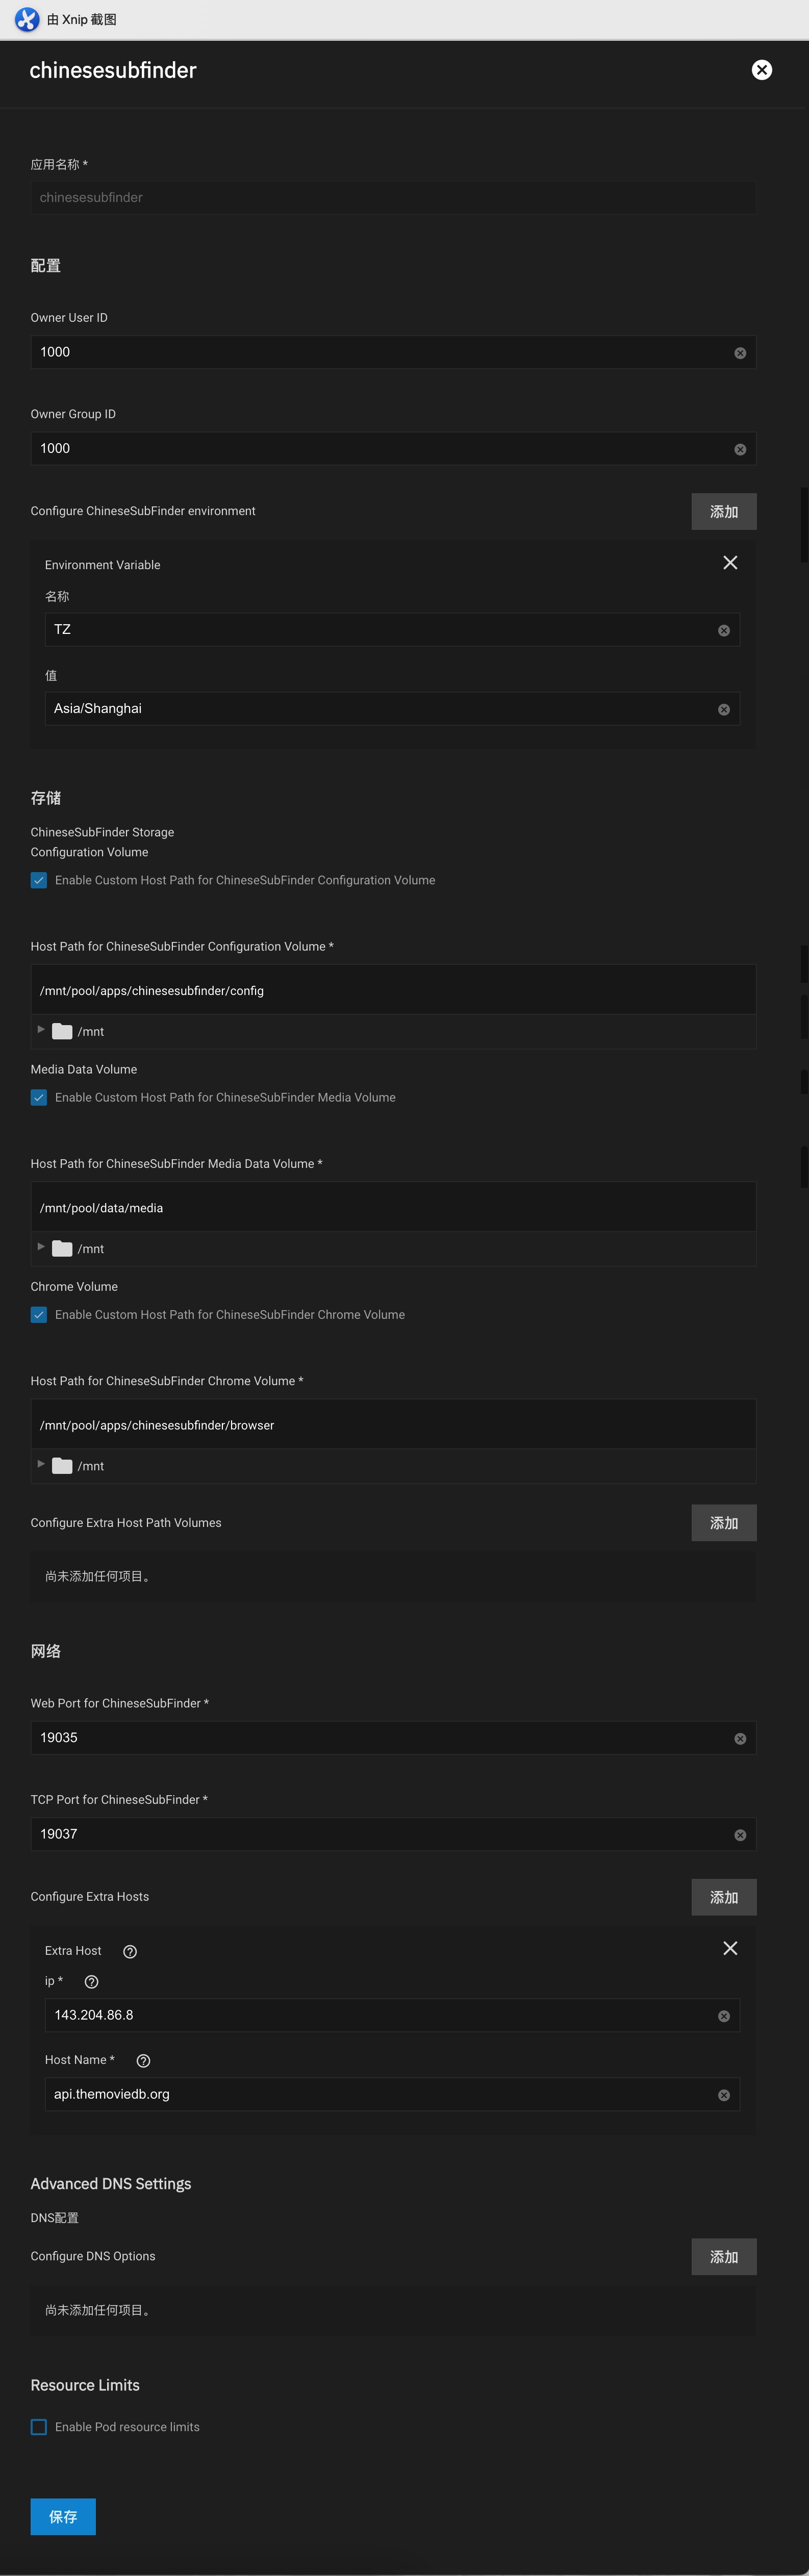 由 Xnip 截图
chinesesubfinder
应用名称 *
chinesesubfinder
配置
Owner User ID
1000
Owner Group ID
1000
Configure ChineseSubFinder environment
添加
Environment Variable
名称
TZ
值
Asia/Shanghai
存储
ChineseSubFinder Storage
Configuration Volume
Enable Custom Host Path for ChineseSubFinder Configuration Volume
Host Path for ChineseSubFinder Configuration Volume *
/mnt/pool/apps/chinesesubfinder/config
/mnt
Media Data Volume
Enable Custom Host Path for ChineseSubFinder Media Volume
Host Path for ChineseSubFinder Media Data Volume *
/mnt/pool/data/media
/mnt
Chrome Volume
Enable Custom Host Path for ChineseSubFinder Chrome Volume
Host Path for ChineseSubFinder Chrome Volume *
/mnt/pool/apps/chinesesubfinder/browser
/mnt
Configure Extra Host Path Volumes
添加
尚未添加任何项目。
网络
Web Port for ChineseSubFinder *
19035
TCP Port for ChineseSubFinder *
19037
Configure Extra Hosts
添加
Extra Host
ip *
143.204.86.8
Host Name *
api.themoviedb.org
Advanced DNS Settings
DNS配置
Configure DNS Options
添加
尚未添加任何项目。
Resource Limits
Enable Pod resource limits
保存